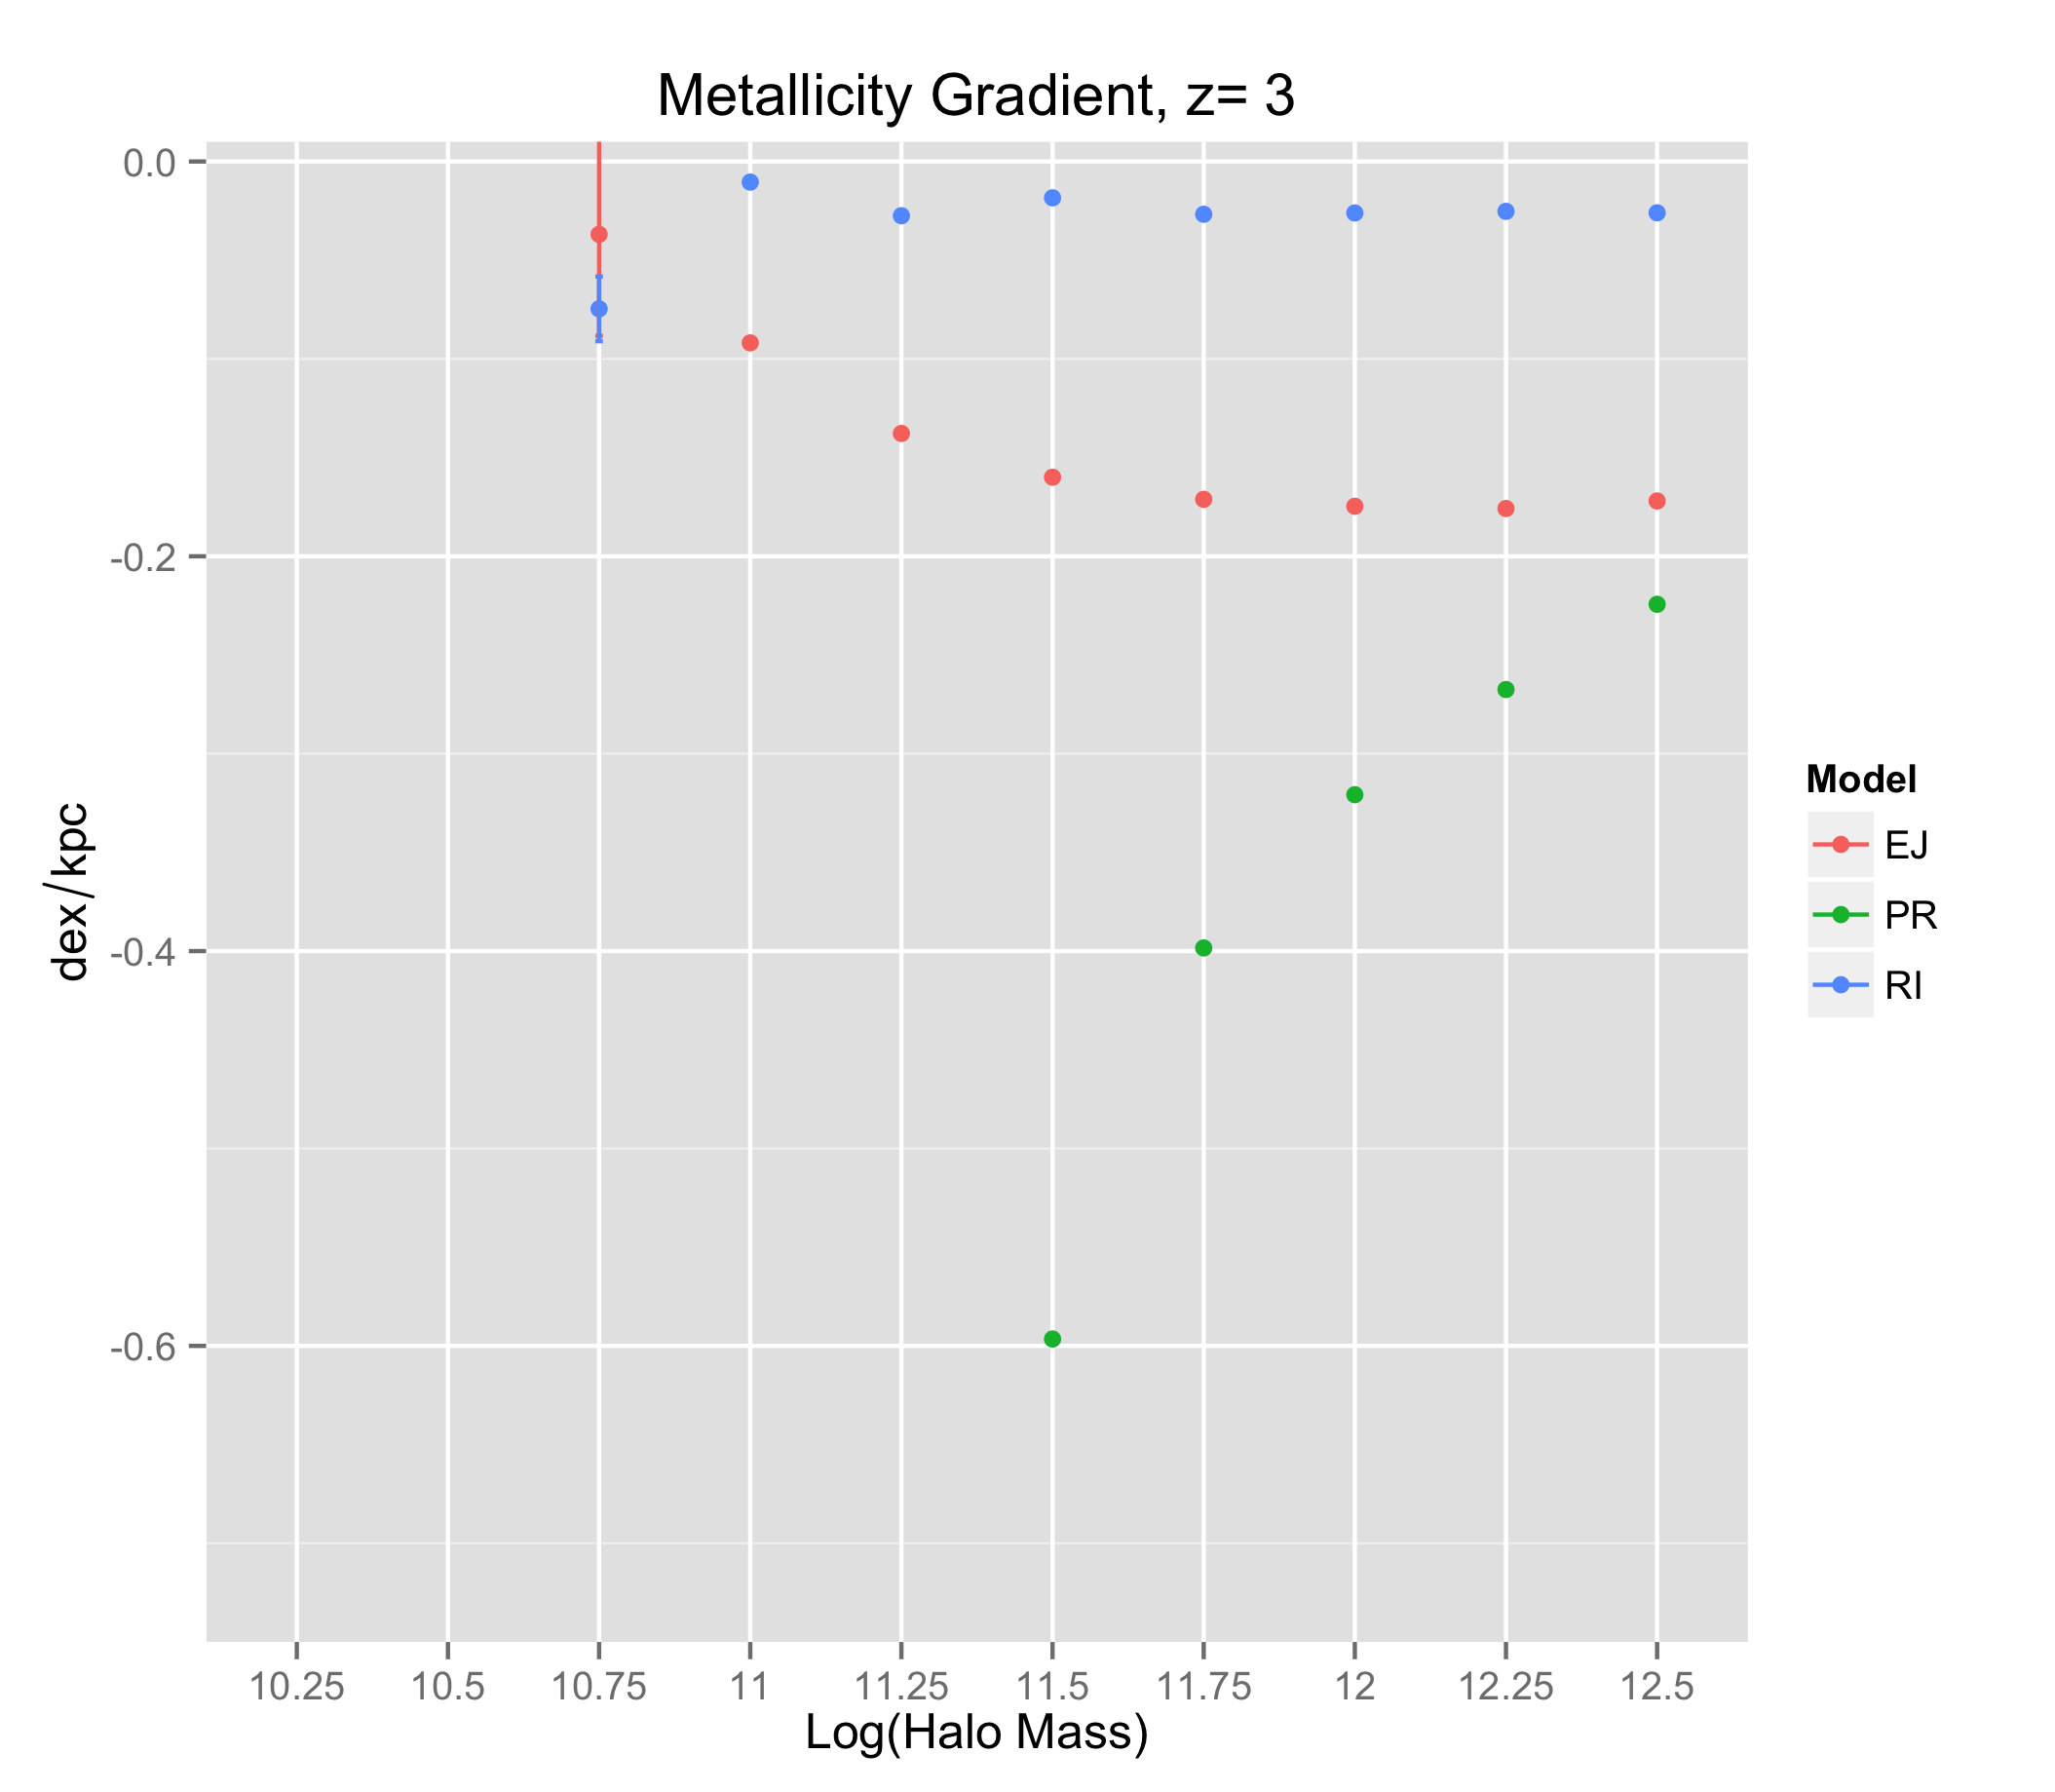 Metallicity Gradient, z= 3
0.0
-0.2
-0.4
-0.6
dex/kpc
10.25 10.5 10.75 11 11.25 11.5 11.75 12 12.25 12.5
Log(Halo Mass)
Model
EJ
PR
RI